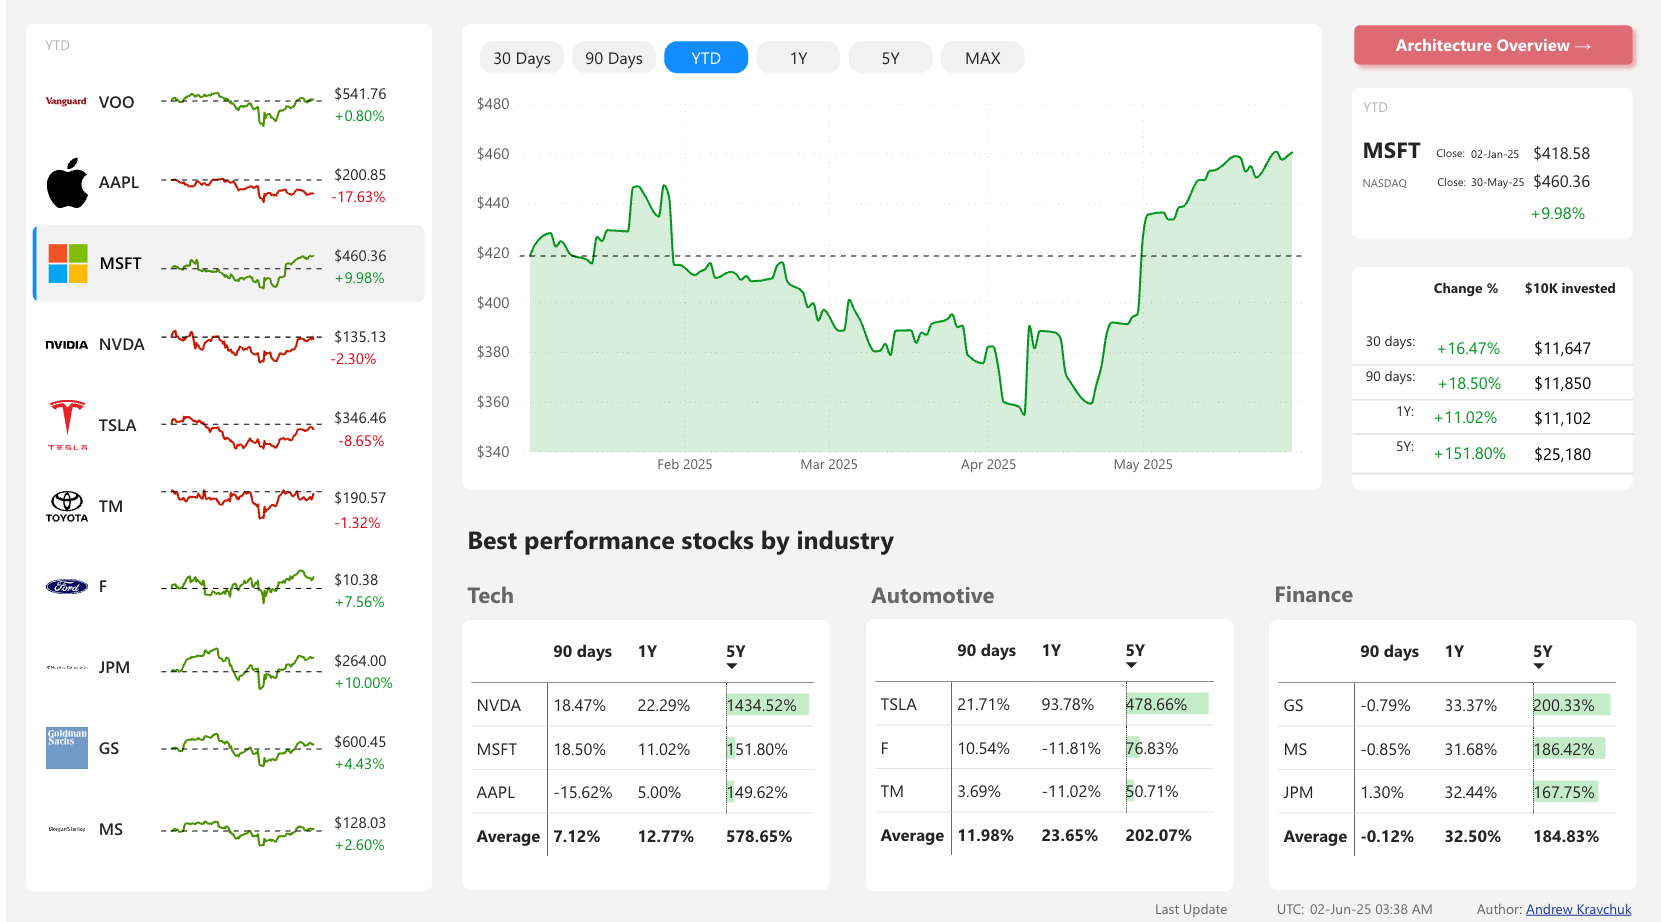 YTD
Vanguard VOO $541.76
+0.80%
AAPL $200.85
-17.63%
MSFT $460.36
+9.98%
NVIDIA NVDA $135.13
-2.30%
TESLA TSLA $346.46
-8.65%
TOYOTA TM $190.57
-1.32%
Ford F $10.38
+7.56%
JPM $264.00
+10.00%
Goldman
Sachs GS $600.45
+4.43%
Morgan Stanley MS $128.03
+2.60%
30 Days 90 Days YTD 1Y 5Y MAX
$480
$460
$440
$420
$400
$380
$360
$340
Feb 2025 Mar 2025 Apr 2025 May 2025
Architecture Overview →
YTD
MSFT Close: 02-Jan-25 $418.58
NASDAQ Close: 30-May-25 $460.36
+9.98%
Change % $10K invested
30 days: +16.47% $11,647
90 days: +18.50% $11,850
1Y: +11.02% $11,102
5Y: +151.80% $25,180
Best performance stocks by industry
Tech
90 days 1Y 5Y
NVDA 18.47% 22.29% 1434.52%
MSFT 18.50% 11.02% 151.80%
AAPL -15.62% 5.00% 149.62%
Average 7.12% 12.77% 578.65%
Automotive
90 days 1Y 5Y
TSLA 21.71% 93.78% 478.66%
F 10.54% -11.81% 76.83%
TM 3.69% -11.02% 50.71%
Average 11.98% 23.65% 202.07%
Finance
90 days 1Y 5Y
GS -0.79% 33.37% 200.33%
MS -0.85% 31.68% 186.42%
JPM 1.30% 32.44% 167.75%
Average -0.12% 32.50% 184.83%
Last Update UTC: 02-Jun-25 03:38 AM Author: Andrew Kravchuk